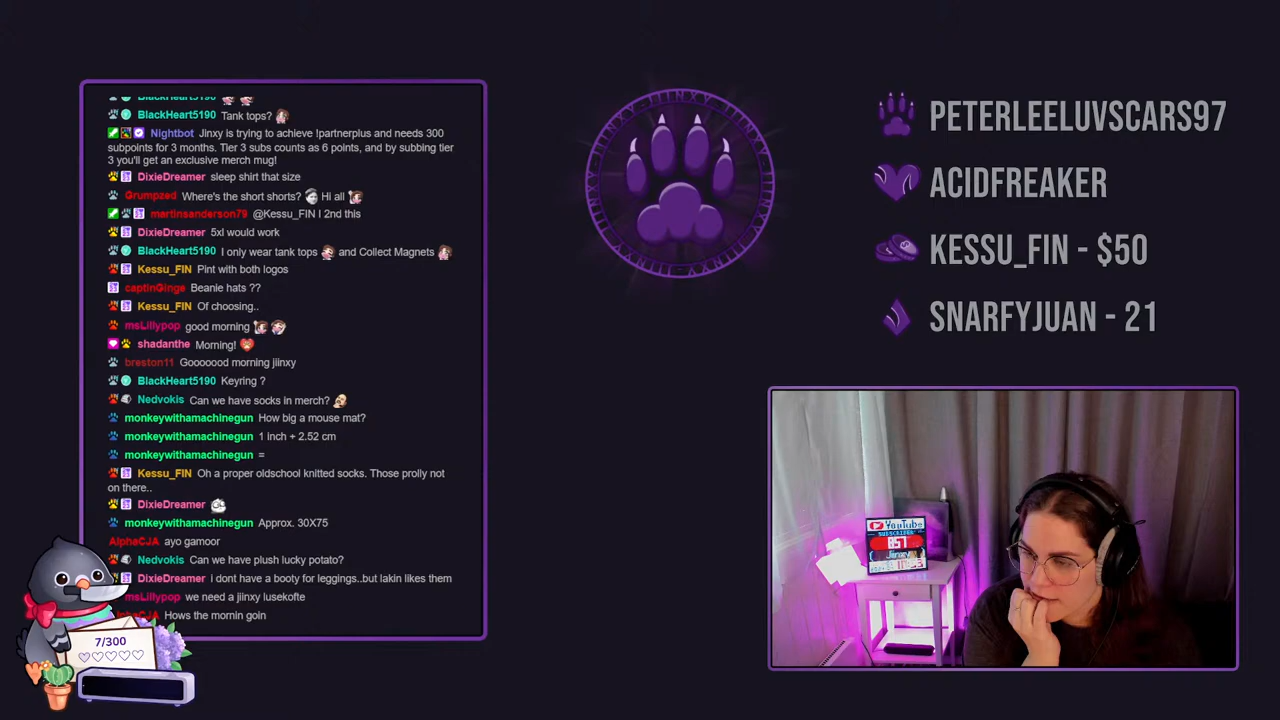 BlackHeart5190
BlackHeart5190 Tank tops?
Nightbot Jinxy is trying to achieve !partnerplus and needs 300
subpoints for 3 months. Tier 3 subs counts as 6 points, and by subbing tier
3 you'll get an exclusive merch mug!
DixieDreamer sleep shirt that size
Grumpzed Where's the short shorts? Hi all
martinsanderson79 @Kessu_FIN I 2nd this
DixieDreamer 5xl would work
BlackHeart5190 I only wear tank tops and Collect Magnets
Kessu_FIN Pint with both logos
captinGinge Beanie hats ??
Kessu_FIN Of choosing..
msLillypop good morning
shadanthe Morning!
breston11 Gooooood morning jiinxy
BlackHeart5190 Keyring ?
Nedvokis Can we have socks in merch?
monkeywithamachinegun How big a mouse mat?
monkeywithamachinegun 1 inch + 2.52 cm
monkeywithamachinegun =
Kessu_FIN Oh a proper oldschool knitted socks. Those prolly not
on there..
DixieDreamer
monkeywithamachinegun Approx. 30X75
AlphaCJA ayo gamoor
Nedvokis Can we have plush lucky potato?
DixieDreamer i dont have a booty for leggings..but lakin likes them
msLillypop we need a jiinxy lusekofte
Hows the mornin goin
7/300
JIINXY
PETERLEELUVSCARS97
ACIDFREAKER
KESSU_FIN - $50
SNARFYJUAN - 21
YouTube
SUBSCRIBER
857
Jinxy